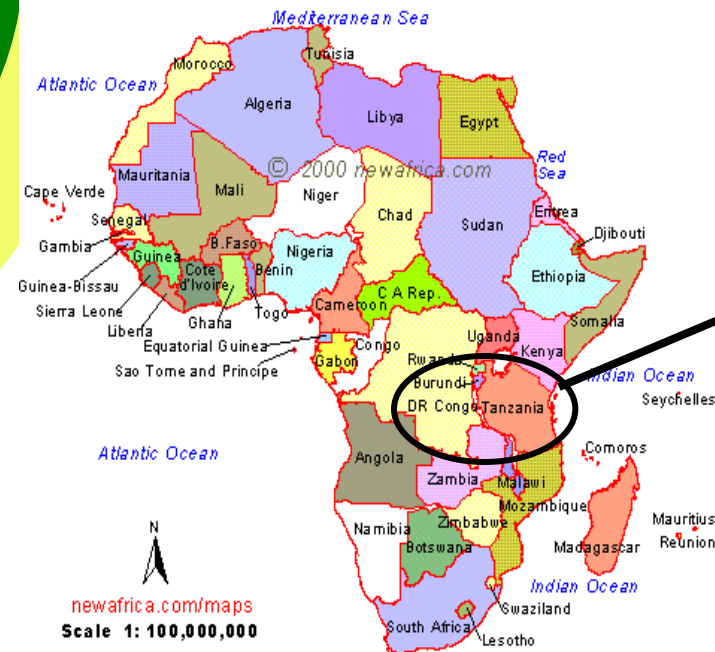 Mediterranean Sea
Tunisia
Morocco
Atlantic Ocean
Algeria
Libya
Egypt
© 2000 newafrica.com
Red
Sea
Mauritania
Mali
Niger
Cape Verde
Chad
Sudan
Eritrea
Senegal
Djibouti
Gambia
B.Faso
Guinea
Nigeria
Benin
Cote
d'Ivoire
Ethiopia
Guinea-Bissau
Sierra Leone
C A Rep.
Cameroon
Togo
Somalia
Liberia
Ghana
Uganda
Equatorial Guinea
Congo
Kenya
Rwanda
Gabon
Sao Tome and Principe
Burundi
Indian Ocean
Seychelles
DR Congo
Tanzania
Atlantic Ocean
Angola
Comoros
Zambia
Malawi
Mozambique
Zimbabwe
Namibia
Mauritius
Botswana
Madagascar
Reunion
N
Indian Ocean
newafrica.com/maps
Swaziland
Scale 1: 100,000,000
South Africa
Lesotho